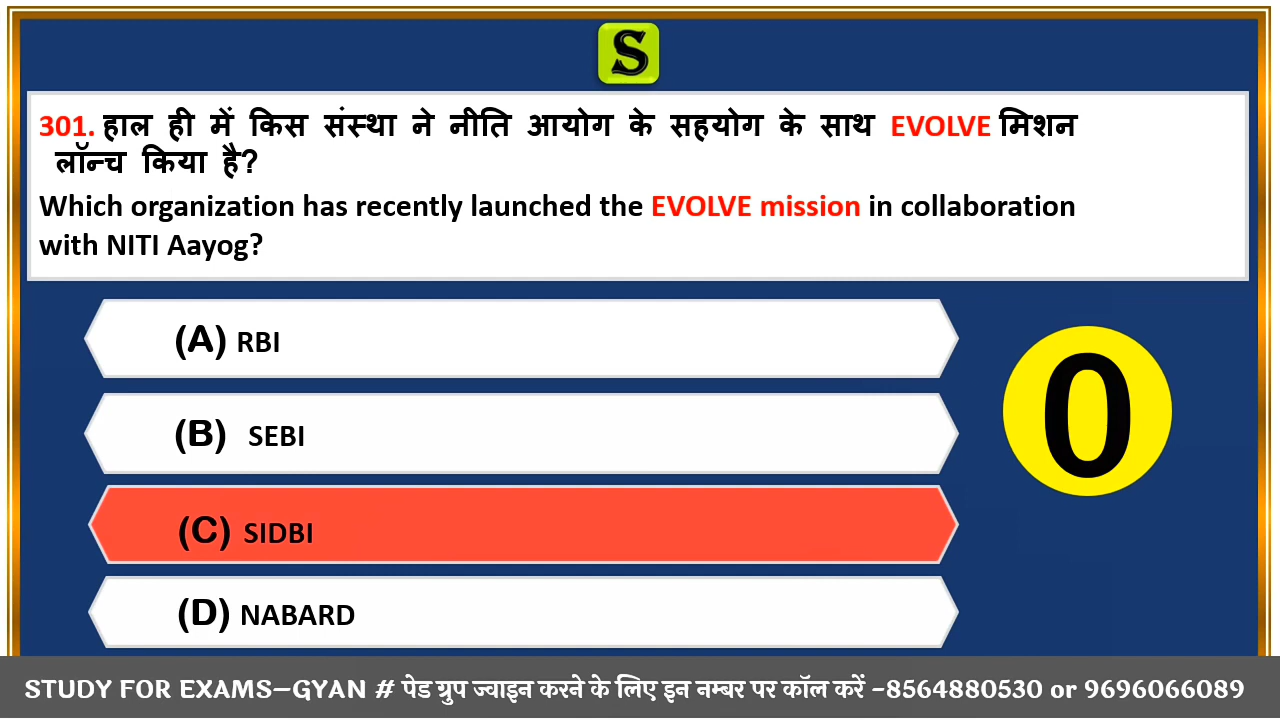 S
301. हाल ही में किस संस्था ने नीति आयोग के सहयोग के साथ EVOLVE मिशन
लॉन्च किया है?
Which organization has recently launched the EVOLVE mission in collaboration
with NITI Aayog?
(A) RBI
(B) SEBI
0
(C) SIDBI
(D) NABARD
STUDY FOR EXAMS–GYAN # पेड ग्रुप ज्वाइन करने के लिए इन नम्बर पर कॉल करें -8564880530 or 9696066089